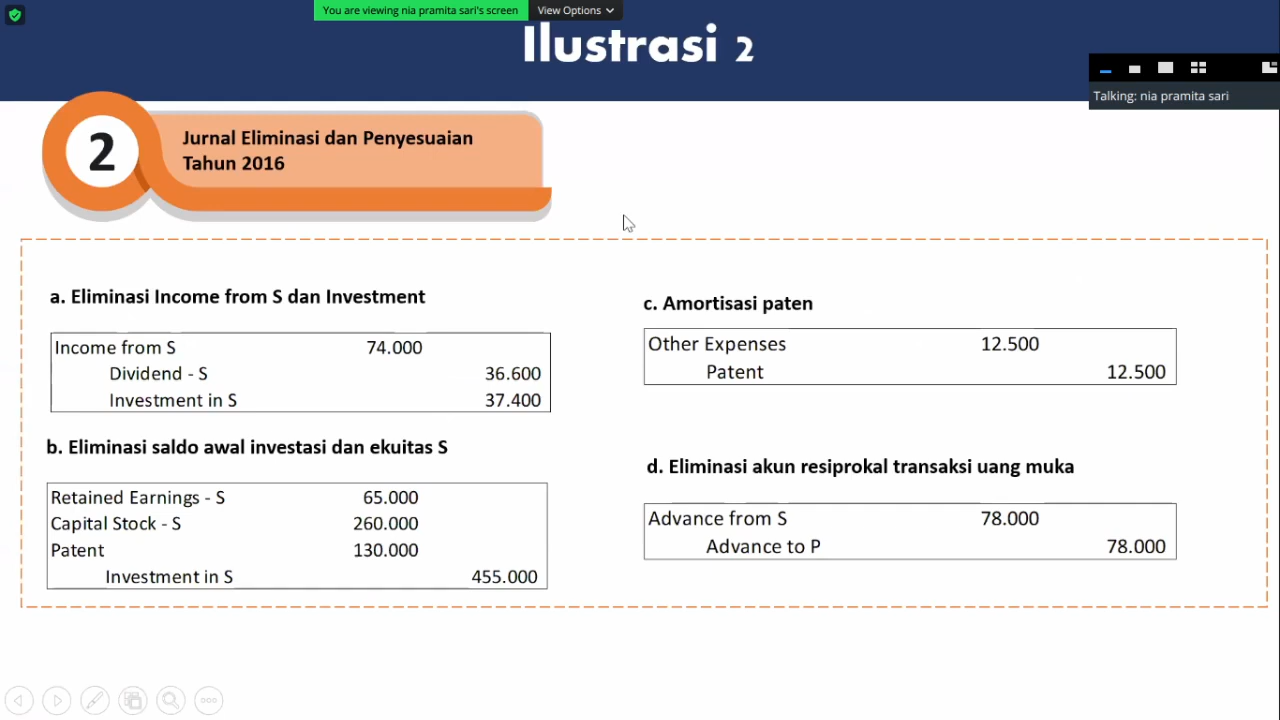 You are viewing nia pramita sari's screen
View Options
Ilustrasi 2
Talking: nia pramita sari
2
Jurnal Eliminasi dan Penyesuaian
Tahun 2016
a. Eliminasi Income from S dan Investment
Income from S 74.000
Dividend - S 36.600
Investment in S 37.400
b. Eliminasi saldo awal investasi dan ekuitas S
Retained Earnings - S 65.000
Capital Stock - S 260.000
Patent 130.000
Investment in S 455.000
c. Amortisasi paten
Other Expenses 12.500
Patent 12.500
d. Eliminasi akun resiprokal transaksi uang muka
Advance from S 78.000
Advance to P 78.000